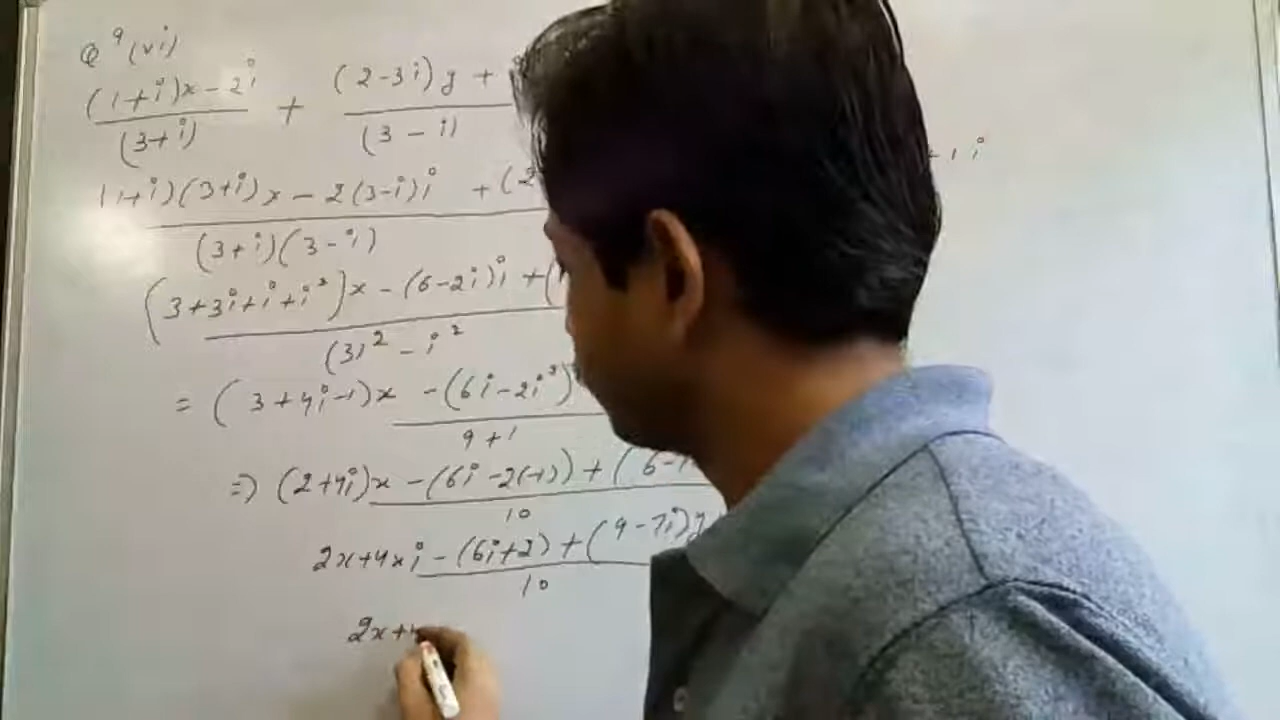 Q 9 (vi)
(1+i)x-2i + (2-3i)y +
(3+i) (3-i)
+ i
(1+i)(3+i)x - 2(3-i)i + (2
(3+i)(3-i)
(3+3i+i+i²)x - (6-2i)i + (
(3)² - i²
= (3+4i-1)x - (6i-2i²)
9+1
⇒ (2+4i)x - (6i-2(-1)) + (6-7
10
2x+4xi - (6i+2) + (9-7i)y
10
2x+4